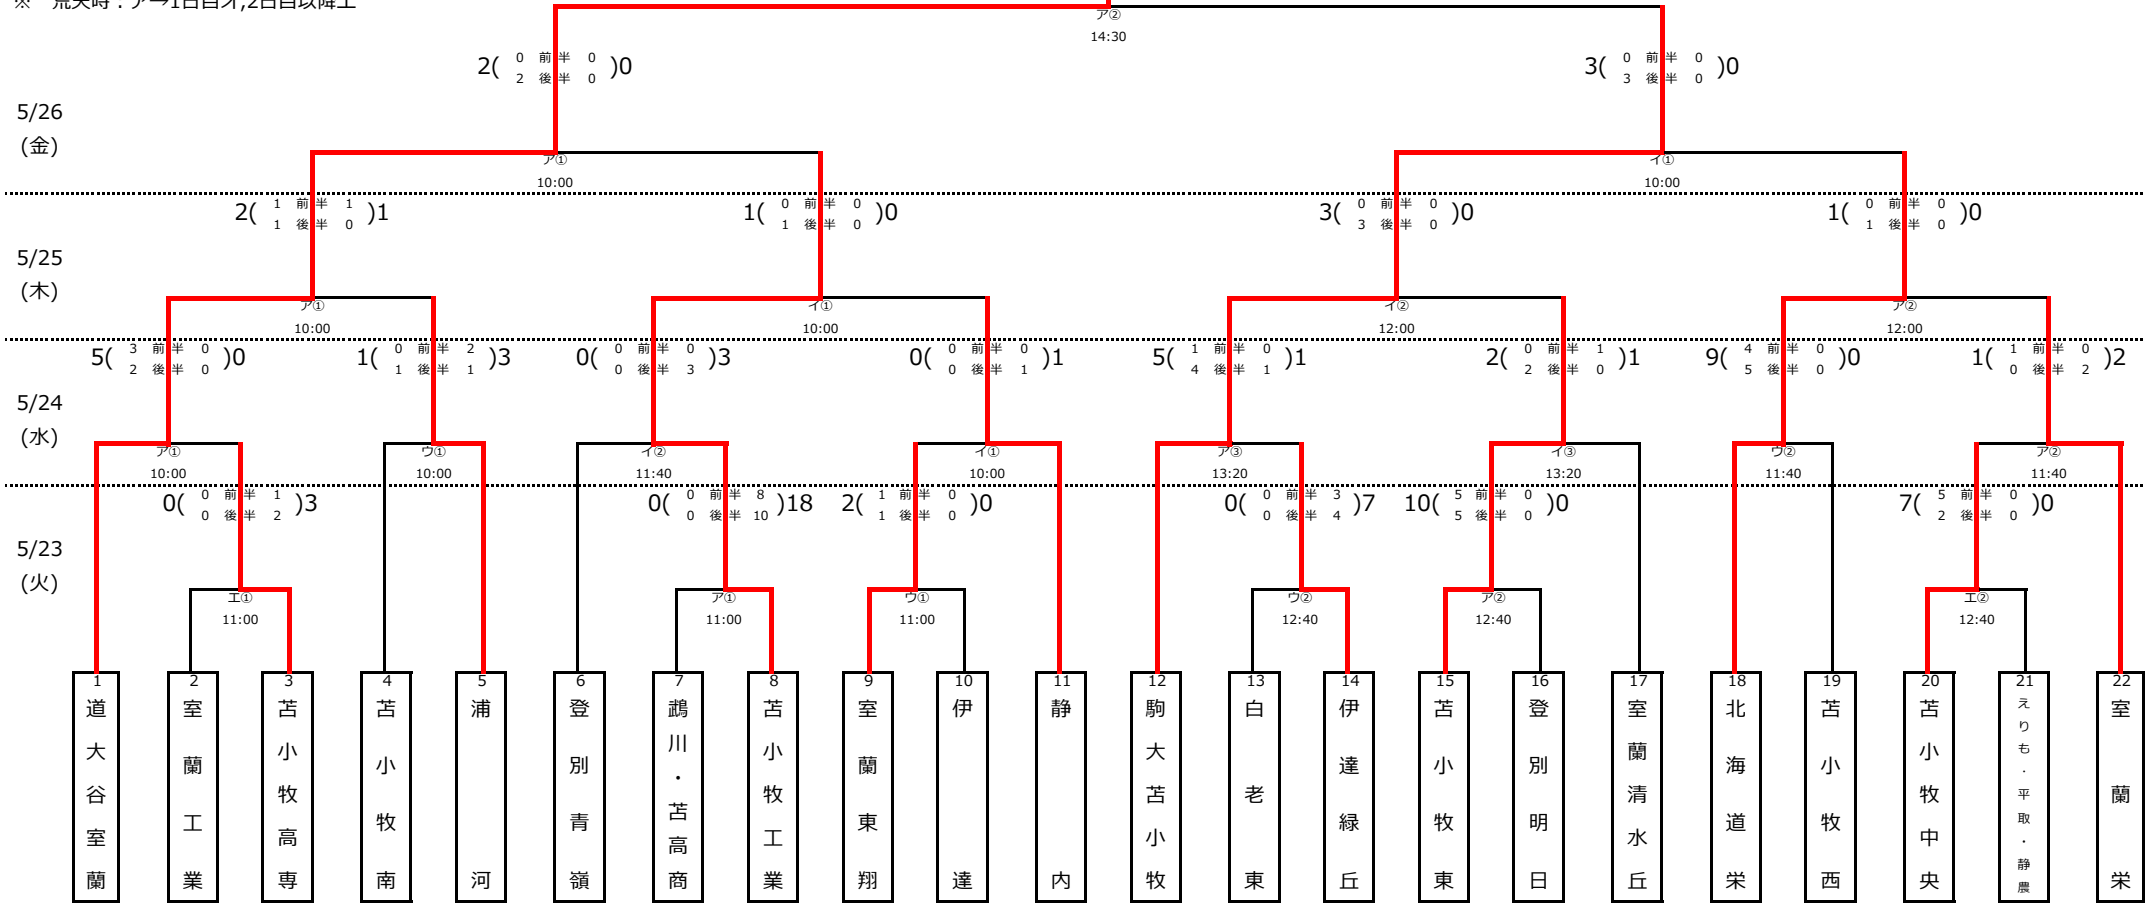 ※ 荒天時：ア→1日目オ,2日目以降エ
ア②
14:30
2( 0 前半 0 )0
2 後半 0
3( 0 前半 0 )0
3 後半 0
5/26
(金)
ア①
10:00
イ①
10:00
2( 1 前半 1 )1
1 後半 0
1( 0 前半 0 )0
1 後半 0
3( 0 前半 0 )0
3 後半 0
1( 0 前半 0 )0
1 後半 0
5/25
(木)
ア①
10:00
イ①
10:00
イ②
12:00
ア②
12:00
5( 3 前半 0 )0
2 後半 0
1( 0 前半 2 )3
1 後半 1
0( 0 前半 0 )3
0 後半 3
0( 0 前半 0 )1
0 後半 1
5( 1 前半 0 )1
4 後半 1
2( 0 前半 1 )1
2 後半 0
9( 4 前半 0 )0
5 後半 0
1( 1 前半 0 )2
0 後半 2
5/24
(水)
ア①
10:00
ウ①
10:00
イ②
11:40
イ①
10:00
ア③
13:20
イ③
13:20
ウ②
11:40
ア②
11:40
0( 0 前半 1 )3
0 後半 2
0( 0 前半 8 )18
0 後半 10
2( 1 前半 0 )0
1 後半 0
0( 0 前半 3 )7
0 後半 4
10( 5 前半 0 )0
5 後半 0
7( 5 前半 0 )0
2 後半 0
5/23
(火)
エ①
11:00
ア①
11:00
ウ①
11:00
ウ②
12:40
ア②
12:40
エ②
12:40
1
道大谷室蘭
2
室蘭工業
3
苫小牧高専
4
苫小牧南
5
浦河
6
登別青嶺
7
鵡川・苫高商
8
苫小牧工業
9
室蘭東翔
10
伊達
11
静内
12
駒大苫小牧
13
白老東
14
伊達緑丘
15
苫小牧東
16
登別明日
17
室蘭清水丘
18
北海道栄
19
苫小牧西
20
苫小牧中央
21
えりも・平取・静農
22
室蘭栄